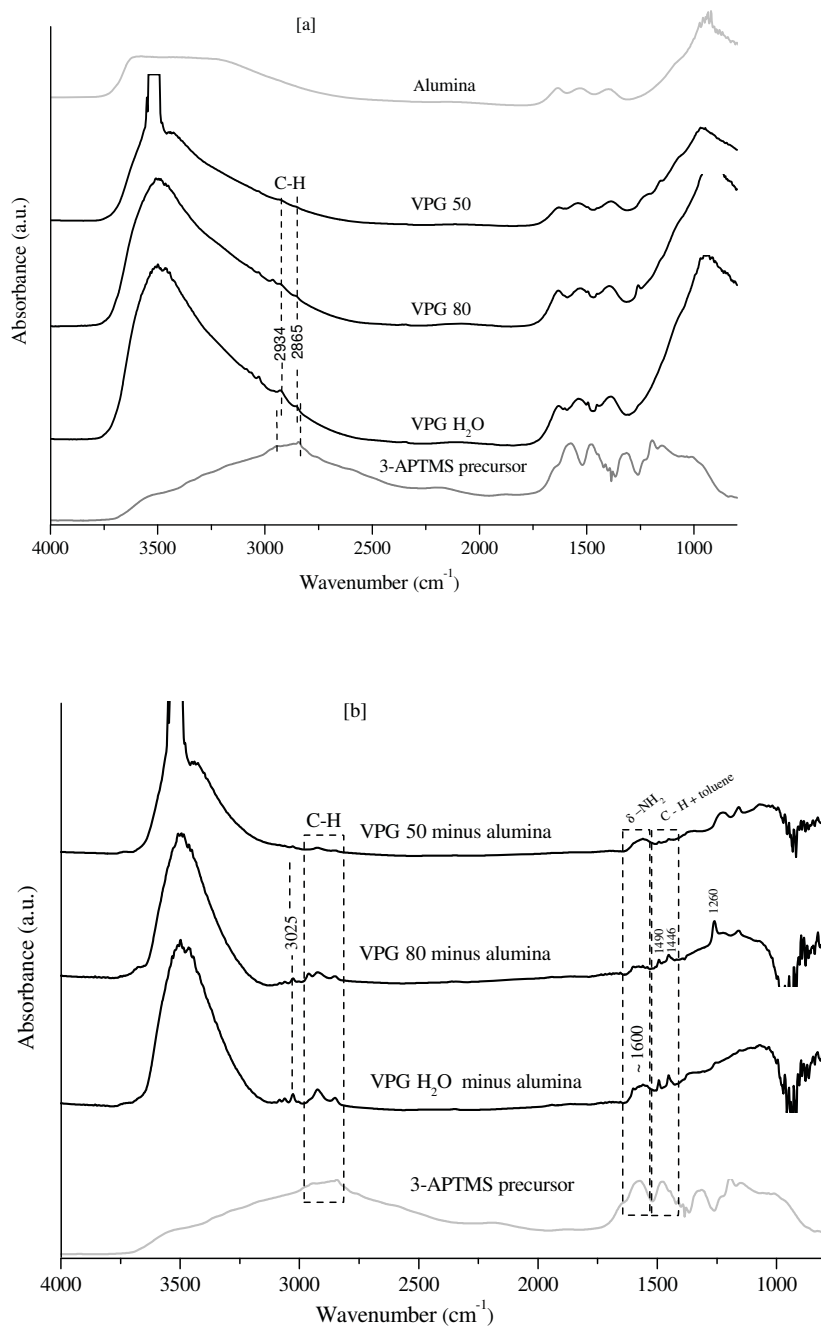 [a]
Alumina
C-H
VPG 50
VPG 80
2934
2865
VPG H₂O
3-APTMS precursor
Absorbance (a.u.)
4000 3500 3000 2500 2000 1500 1000
Wavenumber (cm⁻¹)
[b]
δ –NH₂
C - H + toluene
C-H
VPG 50 minus alumina
3025
1260
1490
1446
VPG 80 minus alumina
~ 1600
VPG H₂O minus alumina
3-APTMS precursor
Absorbance (a.u.)
4000 3500 3000 2500 2000 1500 1000
Wavenumber (cm⁻¹)